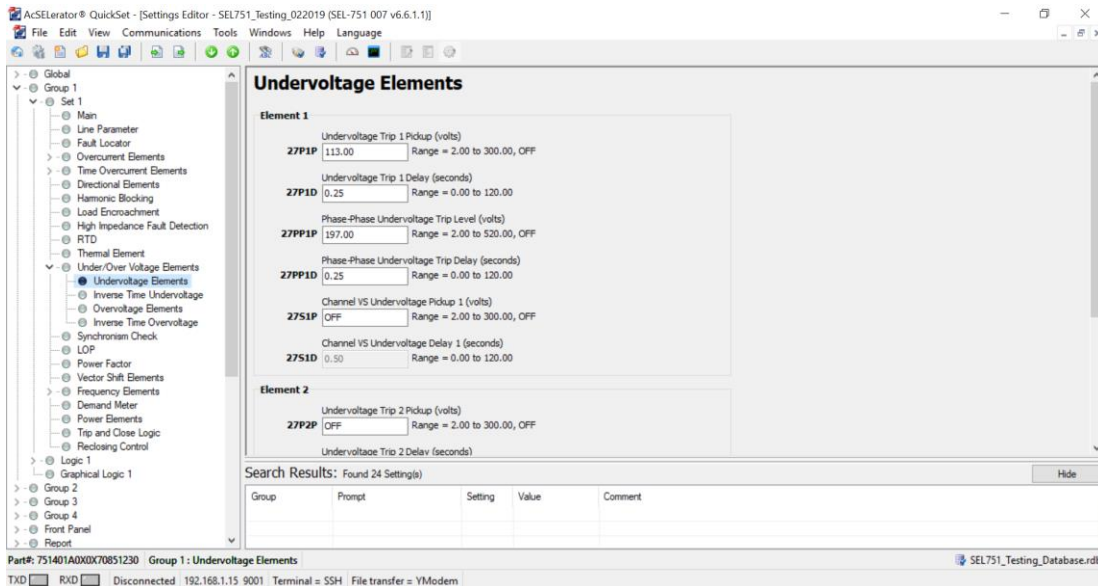 AcSELerator® QuickSet - [Settings Editor - SEL751_Testing_022019 (SEL-751 007 v6.6.1.1)]
File Edit View Communications Tools Windows Help Language
Global
Group 1
Set 1
Main
Line Parameter
Fault Locator
Overcurrent Elements
Time Overcurrent Elements
Directional Elements
Harmonic Blocking
Load Encroachment
High Impedance Fault Detection
RTD
Thermal Element
Under/Over Voltage Elements
Undervoltage Elements
Inverse Time Undervoltage
Overvoltage Elements
Inverse Time Overvoltage
Synchronism Check
LOP
Power Factor
Vector Shift Elements
Frequency Elements
Demand Meter
Power Elements
Trip and Close Logic
Reclosing Control
Logic 1
Graphical Logic 1
Group 2
Group 3
Group 4
Front Panel
Report
Undervoltage Elements
Element 1
Undervoltage Trip 1 Pickup (volts)
27P1P 113.00 Range = 2.00 to 300.00, OFF
Undervoltage Trip 1 Delay (seconds)
27P1D 0.25 Range = 0.00 to 120.00
Phase-Phase Undervoltage Trip Level (volts)
27PP1P 197.00 Range = 2.00 to 520.00, OFF
Phase-Phase Undervoltage Trip Delay (seconds)
27PP1D 0.25 Range = 0.00 to 120.00
Channel VS Undervoltage Pickup 1 (volts)
27S1P OFF Range = 2.00 to 300.00, OFF
Channel VS Undervoltage Delay 1 (seconds)
27S1D 0.50 Range = 0.00 to 120.00
Element 2
Undervoltage Trip 2 Pickup (volts)
27P2P OFF Range = 2.00 to 300.00, OFF
Undervoltage Trip 2 Delay (seconds)
Search Results: Found 24 Setting(s) Hide
Group Prompt Setting Value Comment
Part#: 751401A0X0X70851230 Group 1 : Undervoltage Elements SEL751_Testing_Database.rdb
TXD RXD Disconnected 192.168.1.15 9001 Terminal = SSH File transfer = YModem